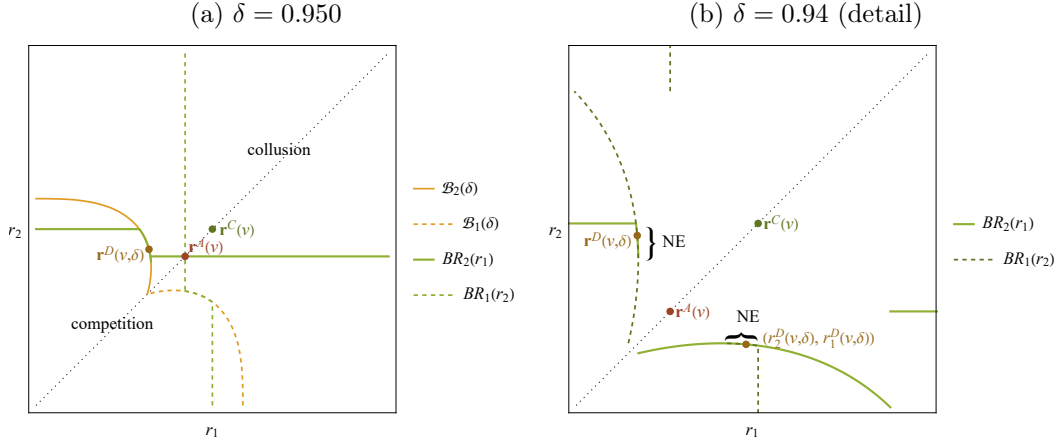 (a) δ = 0.950
collusion
r₂
r^C(v)
r^D(v,δ)
r^A(v)
competition
r₁
ℬ₂(δ)
ℬ₁(δ)
BR₂(r₁)
BR₁(r₂)
(b) δ = 0.94 (detail)
r₂
r^C(v)
r^D(v,δ)
NE
r^A(v)
NE
(r₂^D(v,δ), r₁^D(v,δ))
r₁
BR₂(r₁)
BR₁(r₂)